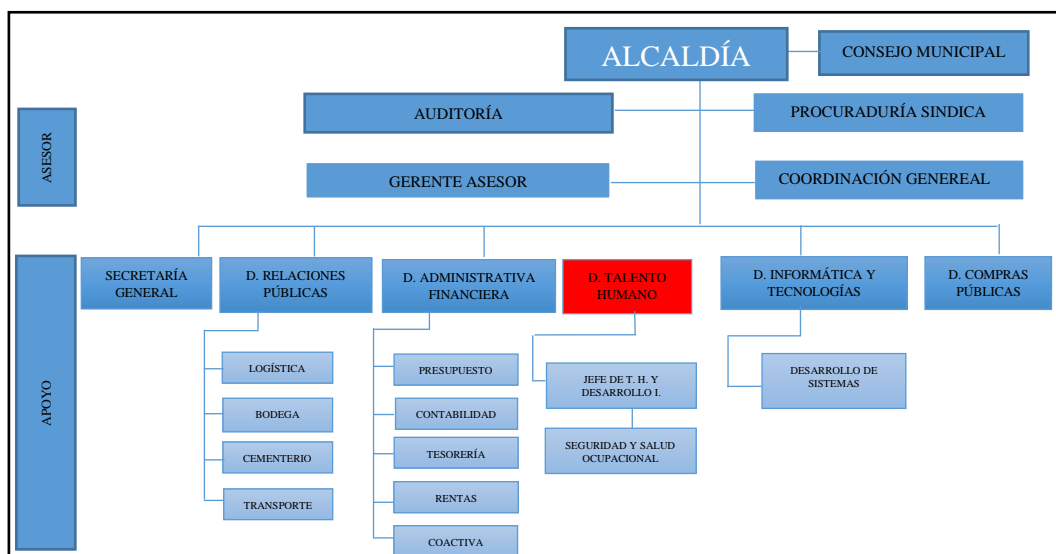 ALCALDÍA
CONSEJO MUNICIPAL
ASESOR
AUDITORÍA
PROCURADURÍA SINDICA
GERENTE ASESOR
COORDINACIÓN GENEREAL
APOYO
SECRETARÍA
GENERAL
D. RELACIONES
PÚBLICAS
D. ADMINISTRATIVA
FINANCIERA
D. TALENTO
HUMANO
D. INFORMÁTICA Y
TECNOLOGÍAS
D. COMPRAS
PÚBLICAS
LOGÍSTICA
BODEGA
CEMENTERIO
TRANSPORTE
PRESUPUESTO
CONTABILIDAD
TESORERÍA
RENTAS
COACTIVA
JEFE DE T. H. Y
DESARROLLO I.
SEGURIDAD Y SALUD
OCUPACIONAL
DESARROLLO DE
SISTEMAS